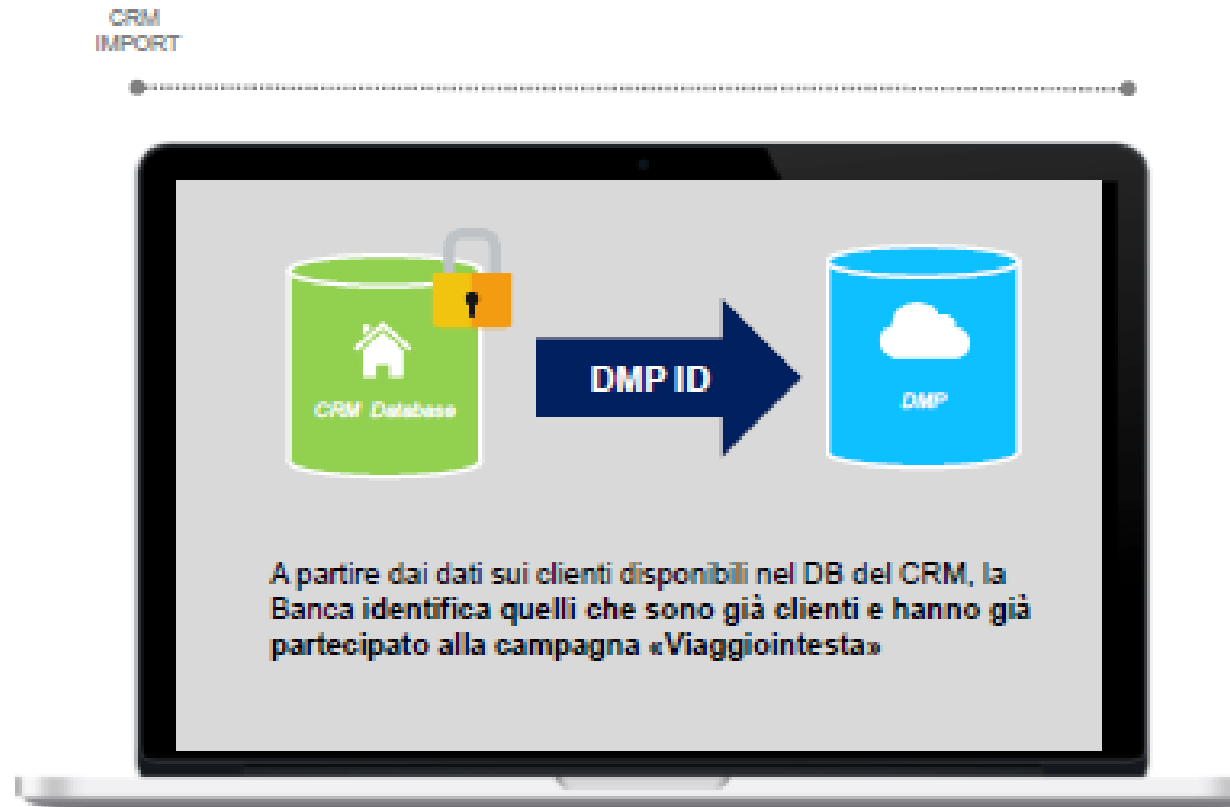 CRM
IMPORT
CRM Database
DMP ID
DMP
A partire dai dati sui clienti disponibili nel DB del CRM, la
Banca identifica quelli che sono già clienti e hanno già
partecipato alla campagna «Viaggiointesta»